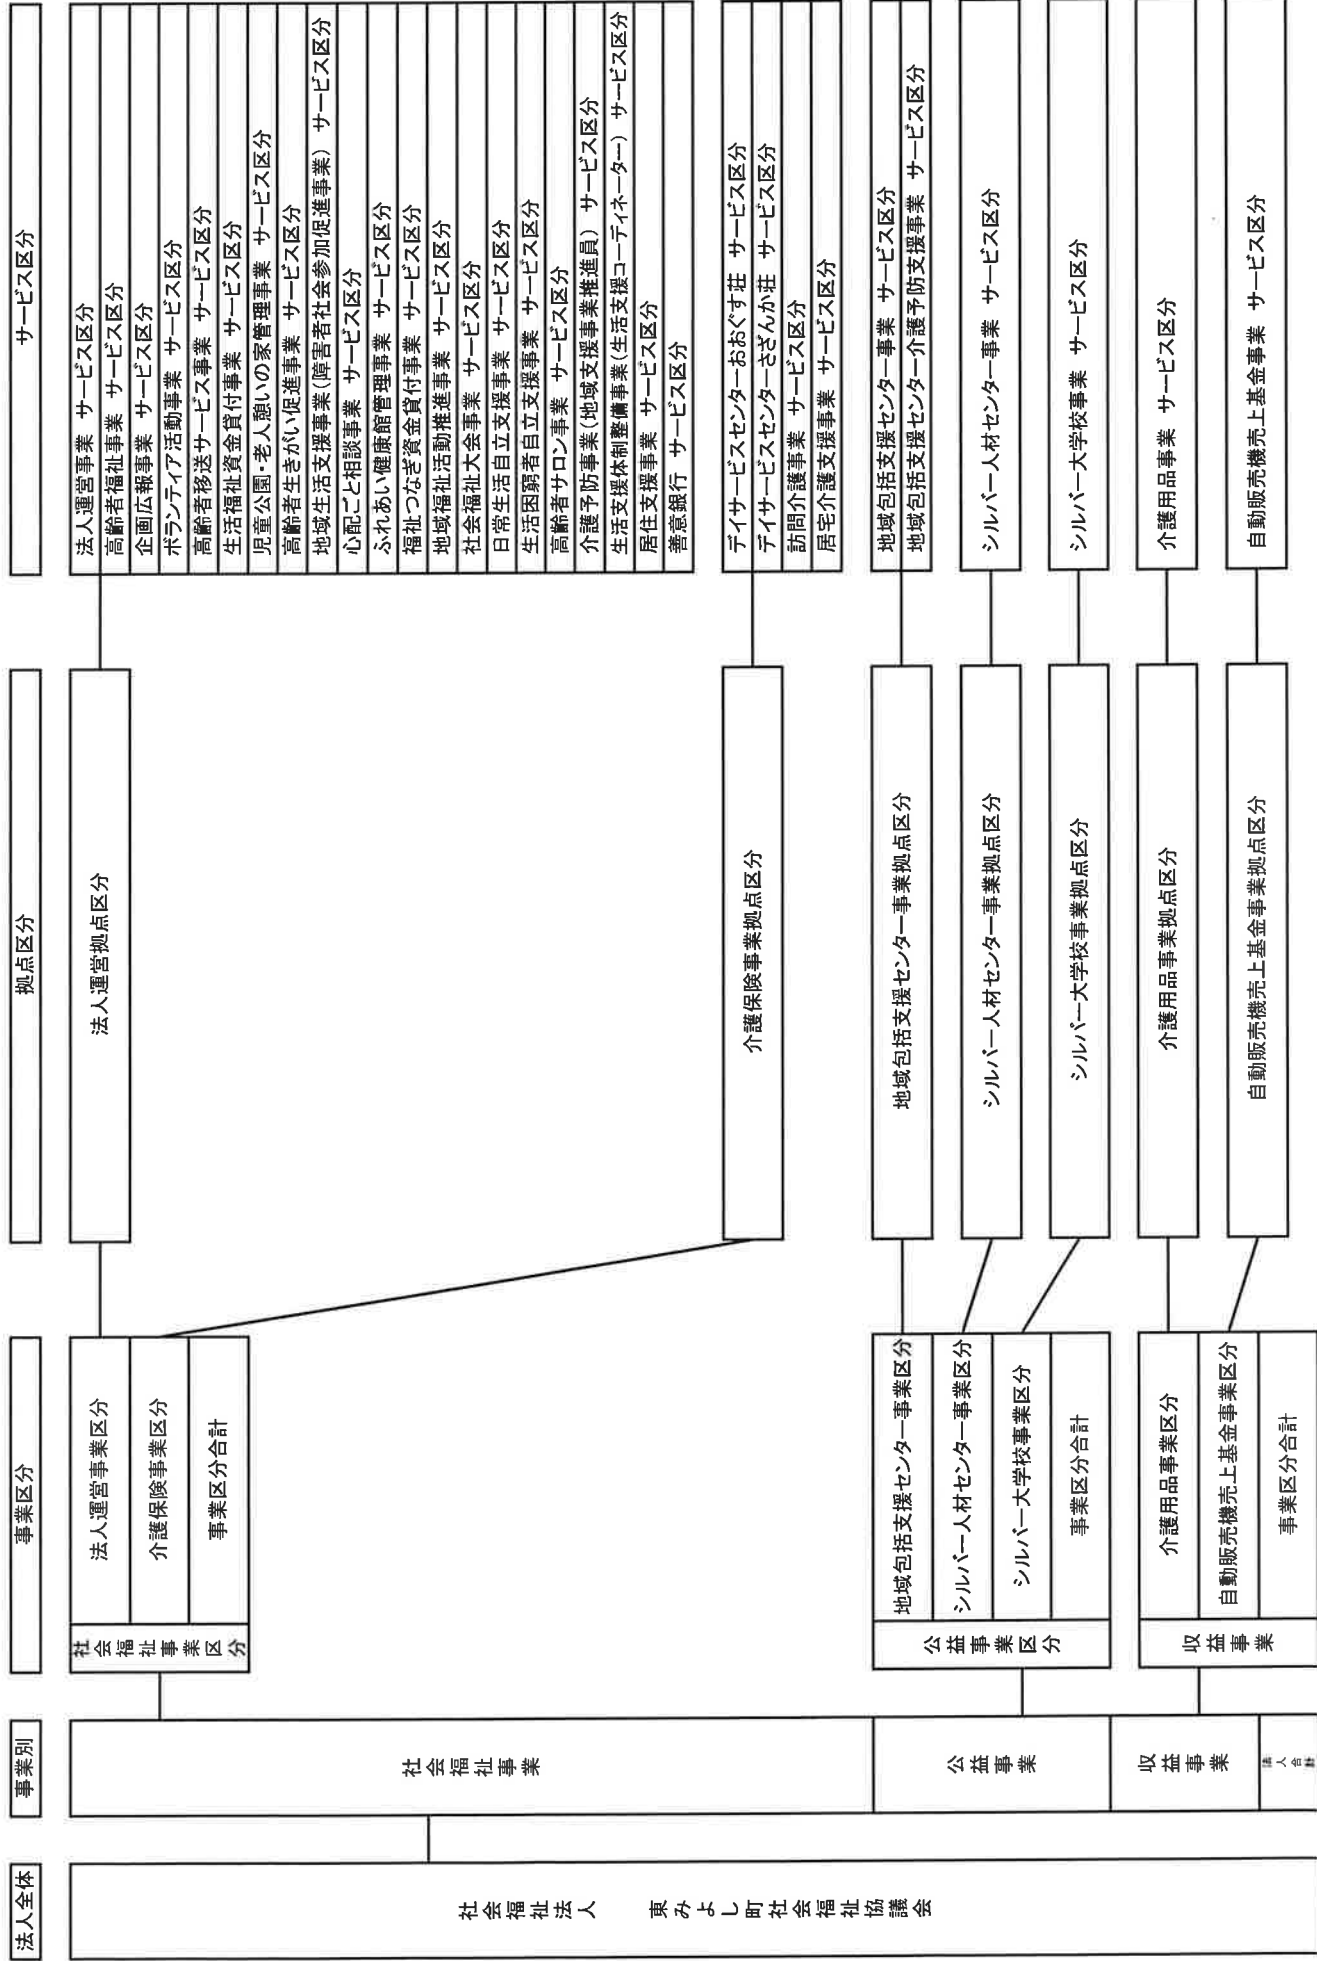 法人全体
事業別
事業区分
拠点区分
サービス区分
社会福祉法人　東みよし町社会福祉協議会
社会福祉事業
公益事業
収益事業
法人合計
社会福祉事業区分
法人運営事業区分
介護保険事業区分
事業区分合計
公益事業区分
地域包括支援センター事業区分
シルバー人材センター事業区分
シルバー大学校事業区分
事業区分合計
収益事業
介護用品事業区分
自動販売機売上基金事業区分
事業区分合計
法人運営拠点区分
介護保険事業拠点区分
地域包括支援センター事業拠点区分
シルバー人材センター事業拠点区分
シルバー大学校事業拠点区分
介護用品事業拠点区分
自動販売機売上基金事業拠点区分
法人運営事業　サービス区分
高齢者福祉事業　サービス区分
企画広報事業　サービス区分
ボランティア活動事業　サービス区分
高齢者移送サービス事業　サービス区分
生活福祉資金貸付事業　サービス区分
児童公園・老人憩いの家管理事業　サービス区分
高齢者生きがい促進事業　サービス区分
地域生活支援事業(障害者社会参加促進事業)　サービス区分
心配ごと相談事業　サービス区分
ふれあい健康館管理事業　サービス区分
福祉つなぎ資金貸付事業　サービス区分
地域福祉活動推進事業　サービス区分
社会福祉大会事業　サービス区分
日常生活自立支援事業　サービス区分
生活困窮者自立支援事業　サービス区分
高齢者サロン事業　サービス区分
介護予防事業(地域支援事業推進員)　サービス区分
生活支援体制整備事業(生活支援コーディネーター)　サービス区分
居住支援事業　サービス区分
善意銀行　サービス区分
デイサービスセンターおおぐす荘　サービス区分
デイサービスセンターさざんか荘　サービス区分
訪問介護事業　サービス区分
居宅介護支援事業　サービス区分
地域包括支援センター事業　サービス区分
地域包括支援センター介護予防支援事業　サービス区分
シルバー人材センター事業　サービス区分
シルバー大学校事業　サービス区分
介護用品事業　サービス区分
自動販売機売上基金事業　サービス区分